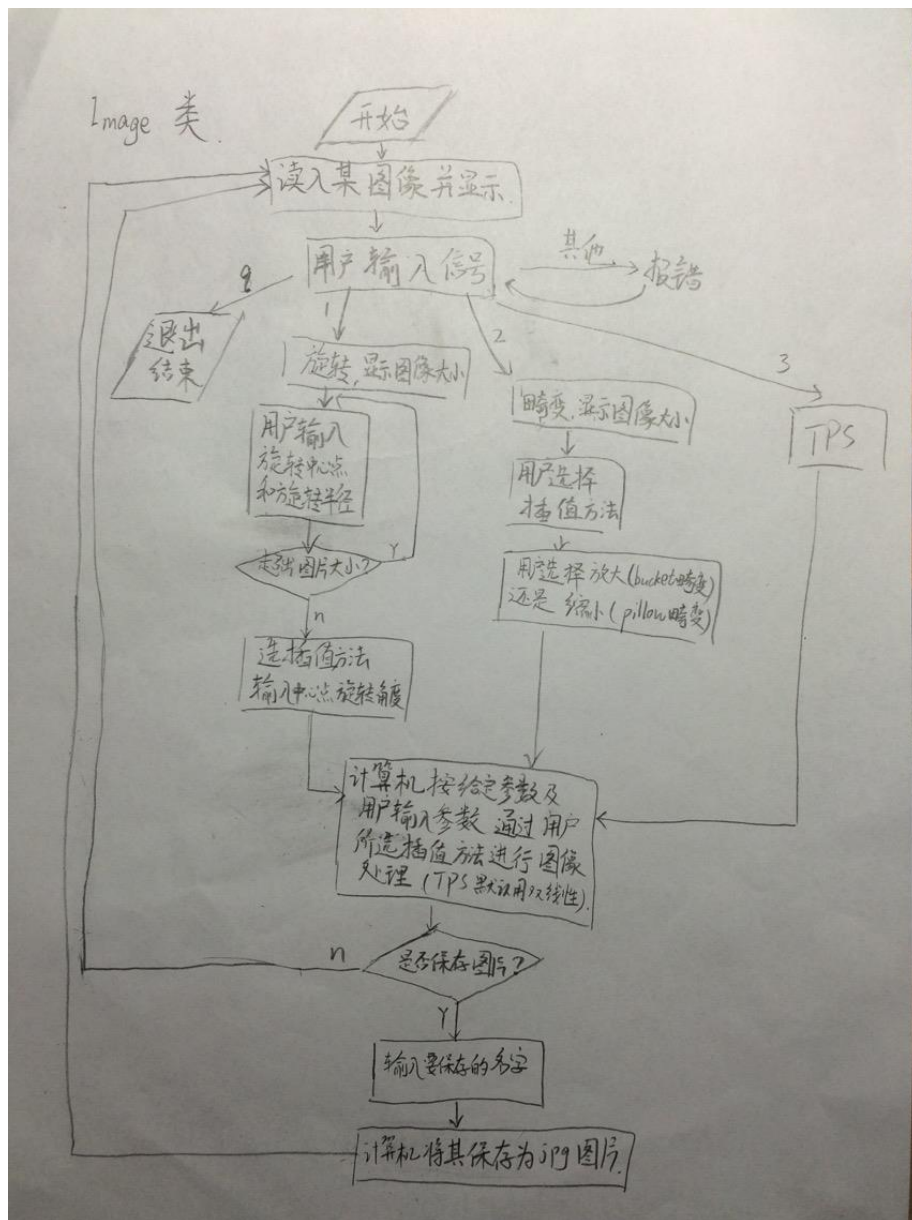 Image 类
开始
读入某图像并显示
用户输入信号
其他
报错
q
退出
结束
1
2
3
旋转,显示图像大小
用户输入
旋转中心点
和旋转半径
超出图片大小?
Y
n
选插值方法
输入中心点旋转角度
畸变,显示图像大小
用户选择
插值方法
用户选择放大(bucket畸变)
还是缩小(pillow畸变)
TPS
计算机按给定参数及
用户输入参数通过用户
所选插值方法进行图像
处理(TPS默认用双线性).
是否保存图片?
n
Y
输入要保存的名字
计算机将其保存为jpg图片.